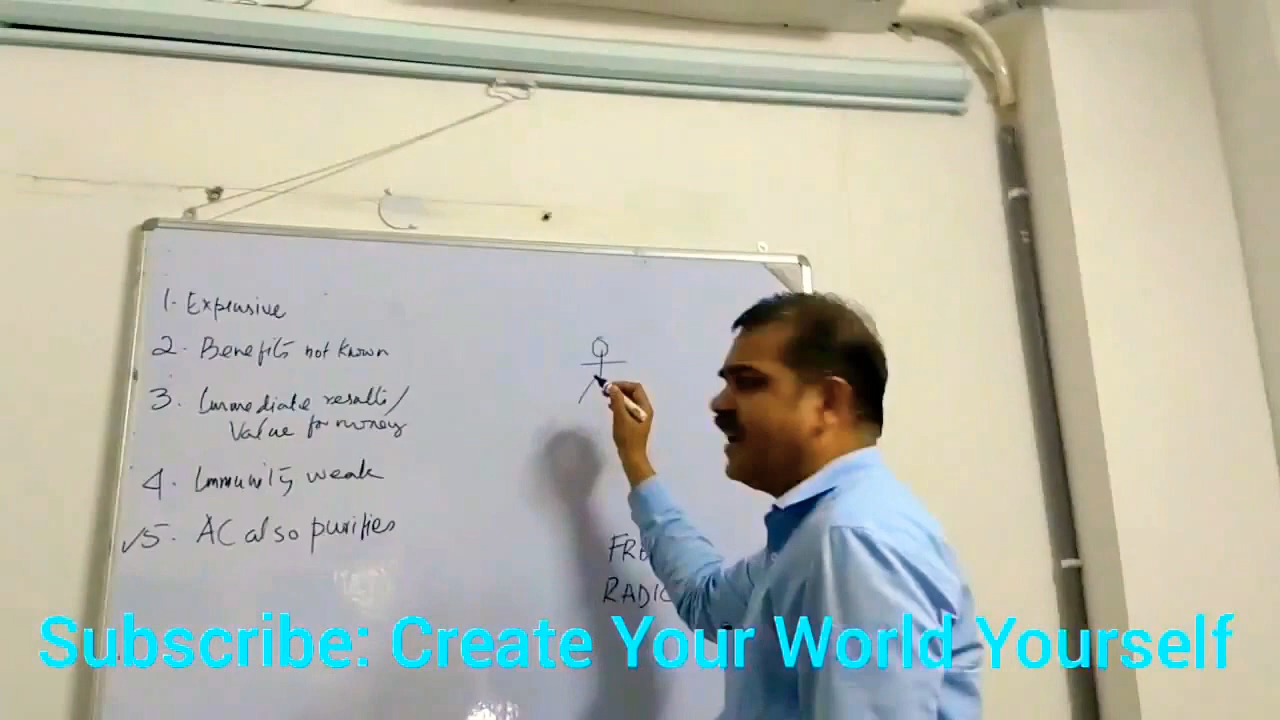 1. Expensive
2. Benefits not known
3. Immediate results/
Value for money
4. Immunity weak
√5. AC also purifies
FRE
RADIC
Subscribe: Create Your World Yourself